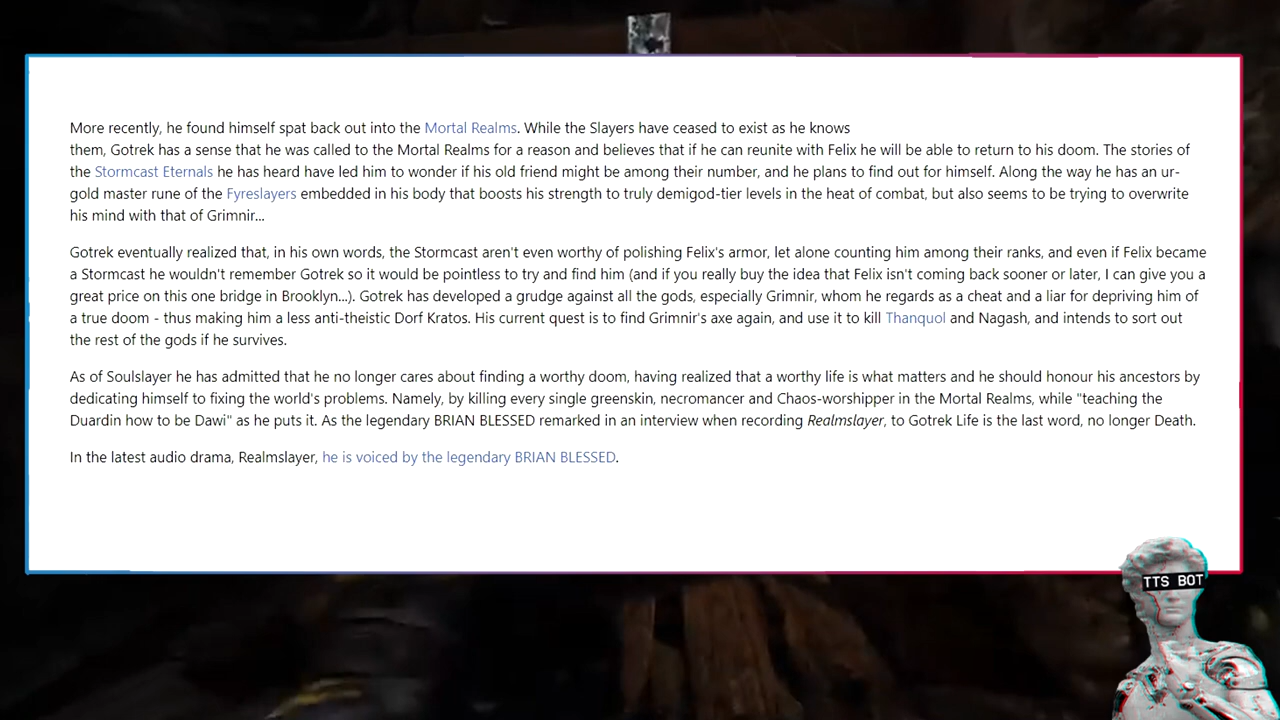 More recently, he found himself spat back out into the Mortal Realms. While the Slayers have ceased to exist as he knows
them, Gotrek has a sense that he was called to the Mortal Realms for a reason and believes that if he can reunite with Felix he will be able to return to his doom. The stories of
the Stormcast Eternals he has heard have led him to wonder if his old friend might be among their number, and he plans to find out for himself. Along the way he has an ur-
gold master rune of the Fyreslayers embedded in his body that boosts his strength to truly demigod-tier levels in the heat of combat, but also seems to be trying to overwrite
his mind with that of Grimnir...
Gotrek eventually realized that, in his own words, the Stormcast aren't even worthy of polishing Felix's armor, let alone counting him among their ranks, and even if Felix became
a Stormcast he wouldn't remember Gotrek so it would be pointless to try and find him (and if you really buy the idea that Felix isn't coming back sooner or later, I can give you a
great price on this one bridge in Brooklyn...). Gotrek has developed a grudge against all the gods, especially Grimnir, whom he regards as a cheat and a liar for depriving him of
a true doom - thus making him a less anti-theistic Dorf Kratos. His current quest is to find Grimnir's axe again, and use it to kill Thanquol and Nagash, and intends to sort out
the rest of the gods if he survives.
As of Soulslayer he has admitted that he no longer cares about finding a worthy doom, having realized that a worthy life is what matters and he should honour his ancestors by
dedicating himself to fixing the world's problems. Namely, by killing every single greenskin, necromancer and Chaos-worshipper in the Mortal Realms, while "teaching the
Duardin how to be Dawi" as he puts it. As the legendary BRIAN BLESSED remarked in an interview when recording Realmslayer, to Gotrek Life is the last word, no longer Death.
In the latest audio drama, Realmslayer, he is voiced by the legendary BRIAN BLESSED.
TTS BOT